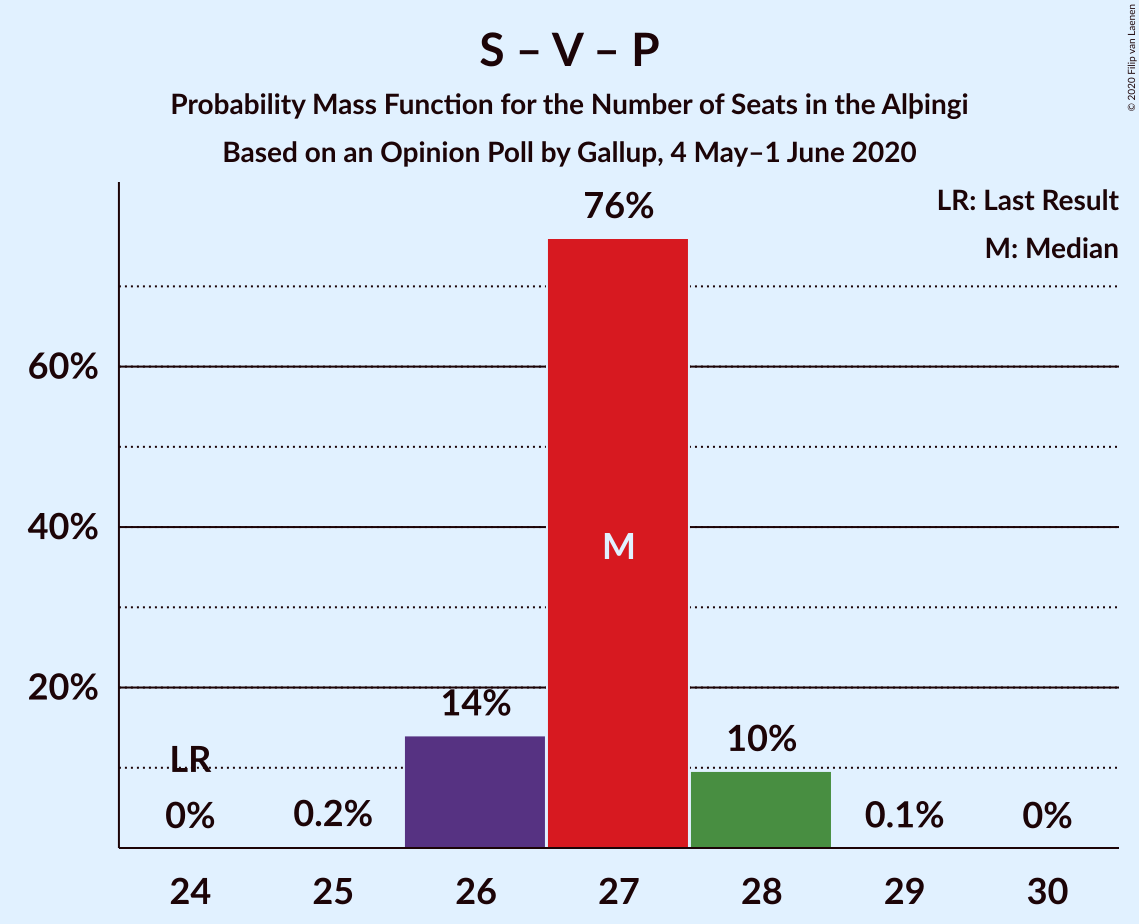 S – V – P
Probability Mass Function for the Number of Seats in the Alþingi
Based on an Opinion Poll by Gallup, 4 May–1 June 2020
© 2020 Filip van Laenen
LR: Last Result
M: Median
76%
60%
40%
20%
M
14%
10%
LR
0%
0.2%
0.1%
0%
24 25 26 27 28 29 30